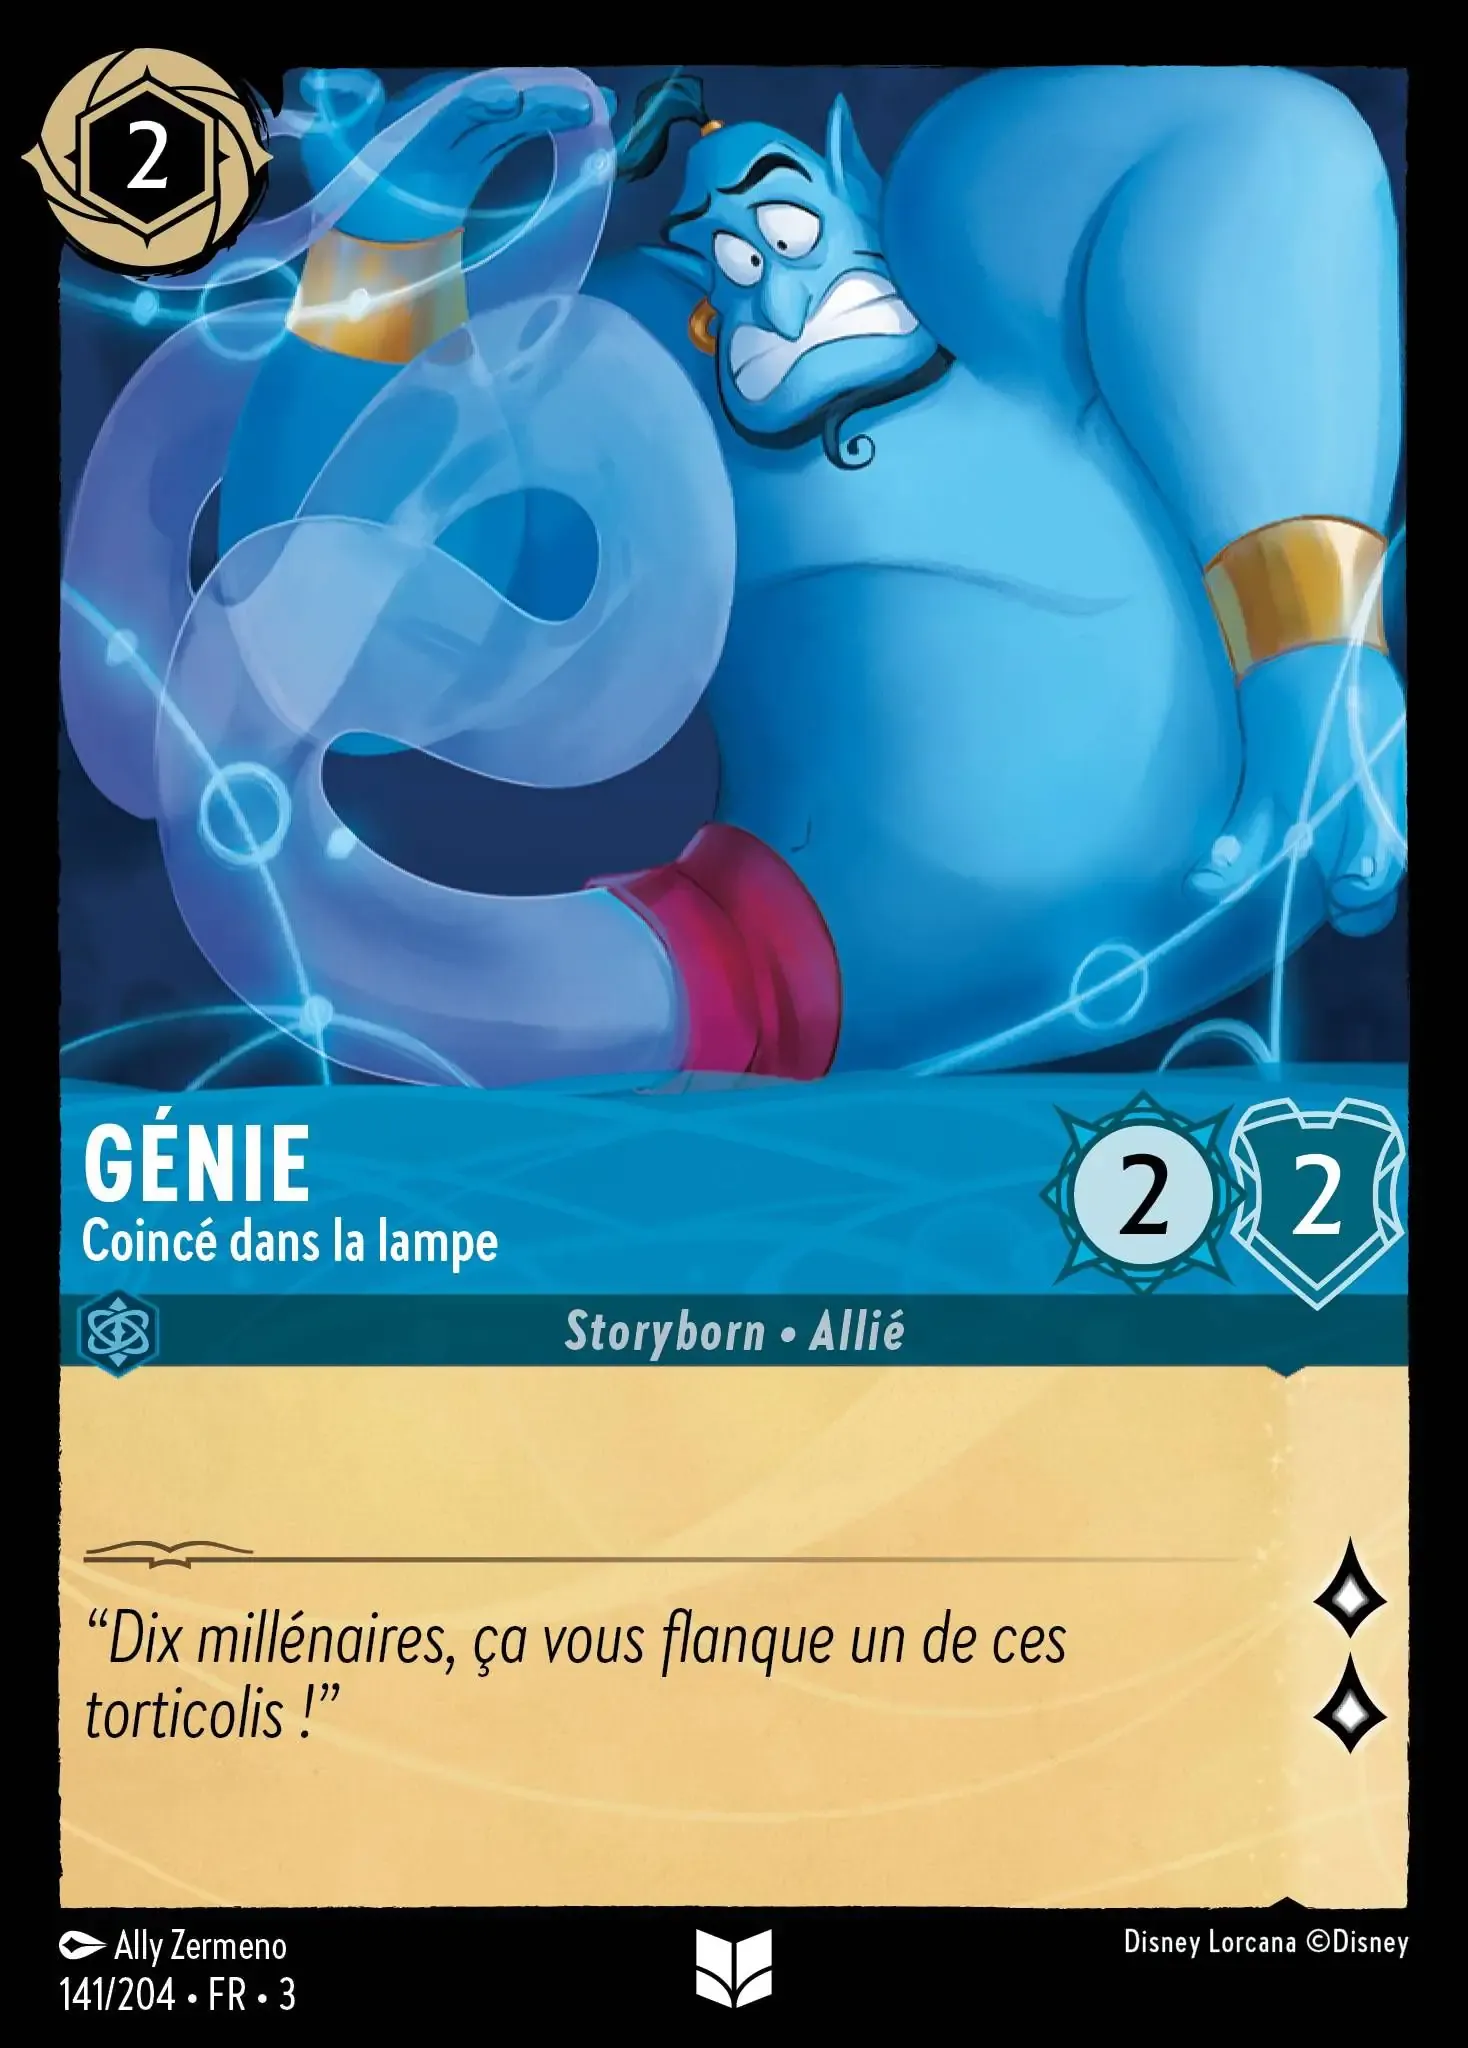 2
GÉNIE
Coincé dans la lampe
2 2
Storyborn • Allié
“Dix millénaires, ça vous flanque un de ces
torticolis !”
Ally Zermeno
Disney Lorcana ©Disney
141/204 • FR • 3